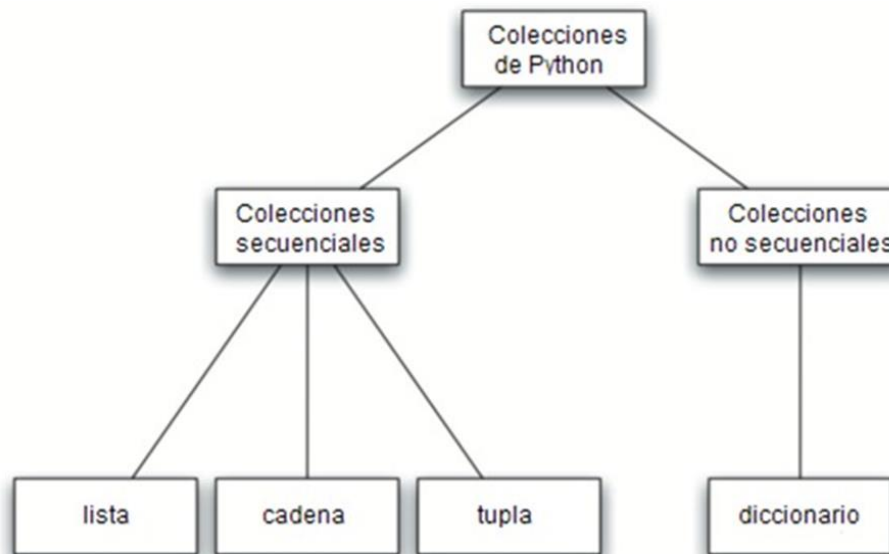 Colecciones
de Python
Colecciones
secuenciales
Colecciones
no secuenciales
lista
cadena
tupla
diccionario